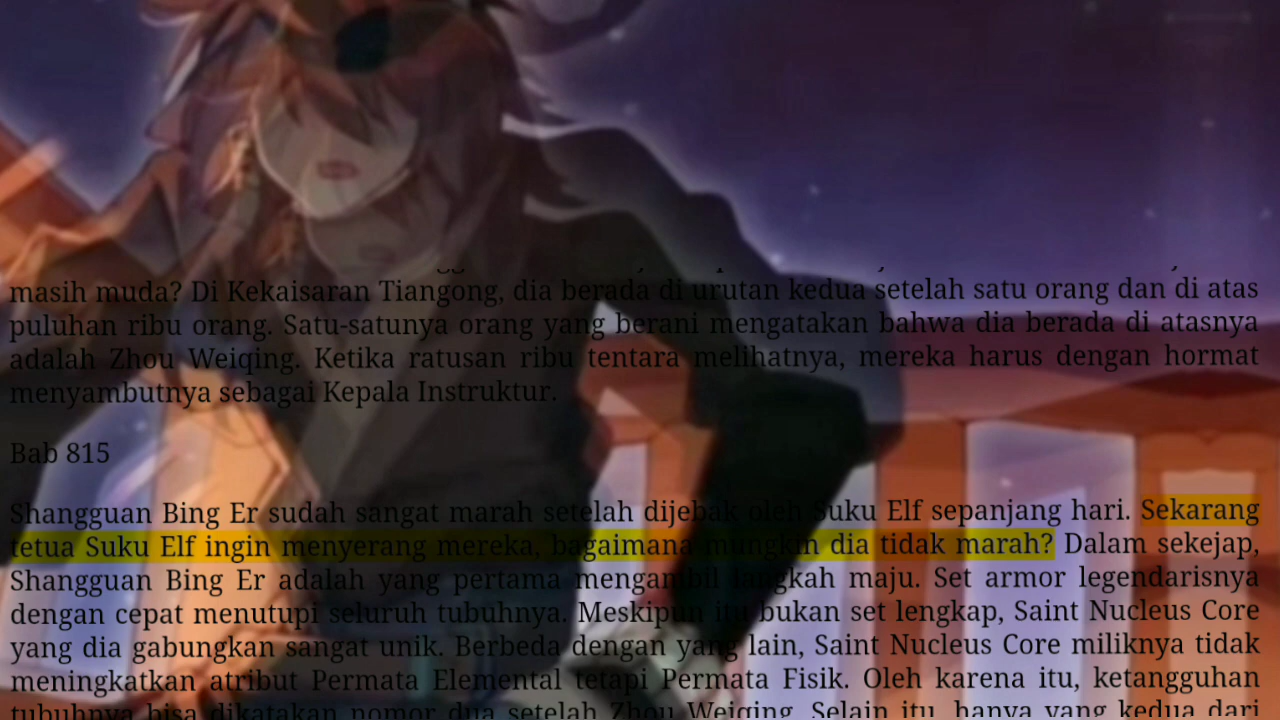 masih muda? Di Kekaisaran Tiangong, dia berada di urutan kedua setelah satu orang dan di atas
puluhan ribu orang. Satu-satunya orang yang berani mengatakan bahwa dia berada di atasnya
adalah Zhou Weiqing. Ketika ratusan ribu tentara melihatnya, mereka harus dengan hormat
menyambutnya sebagai Kepala Instruktur.
Bab 815
Shangguan Bing Er sudah sangat marah setelah dijebak oleh Suku Elf sepanjang hari. Sekarang
tetua Suku Elf ingin menyerang mereka, bagaimana mungkin dia tidak marah? Dalam sekejap,
Shangguan Bing Er adalah yang pertama mengambil langkah maju. Set armor legendarisnya
dengan cepat menutupi seluruh tubuhnya. Meskipun itu bukan set lengkap, Saint Nucleus Core
yang dia gabungkan sangat unik. Berbeda dengan yang lain, Saint Nucleus Core miliknya tidak
meningkatkan atribut Permata Elemental tetapi Permata Fisik. Oleh karena itu, ketangguhan
tubuhnya bisa dikatakan nomor dua setelah Zhou Weiqing. Selain itu, hanya yang kedua dari